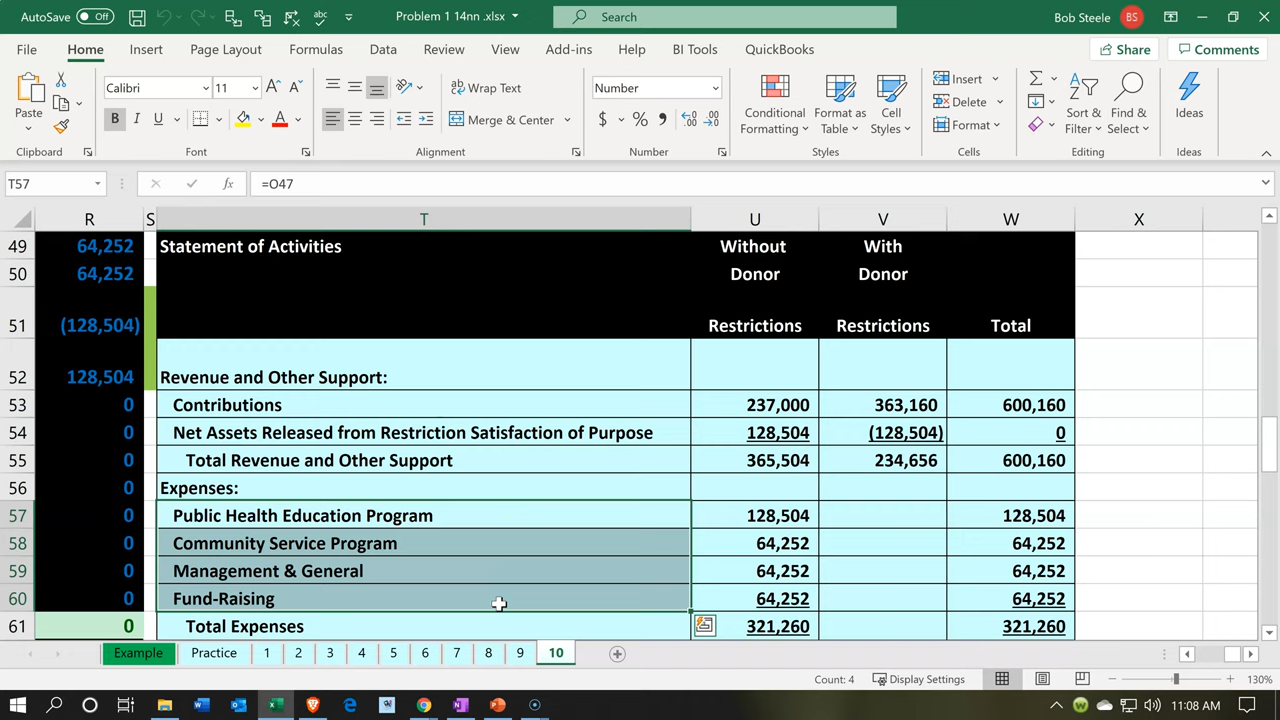 AutoSave Off abc Problem 1 14nn .xlsx Search Bob Steele BS
File Home Insert Page Layout Formulas Data Review View Add-ins Help BI Tools QuickBooks Share Comments
Paste Calibri 11 A A ab Wrap Text Number Conditional Formatting Format as Table Cell Styles Insert Delete Format Sort & Filter Find & Select Ideas
B I U A Merge & Center $ % 9
Clipboard Font Alignment Number Styles Cells Editing Ideas
T57 fx =O47
R S T U V W X
49 64,252 Statement of Activities Without With
50 64,252 Donor Donor
51 (128,504) Restrictions Restrictions Total
52 128,504 Revenue and Other Support:
53 0 Contributions 237,000 363,160 600,160
54 0 Net Assets Released from Restriction Satisfaction of Purpose 128,504 (128,504) 0
55 0 Total Revenue and Other Support 365,504 234,656 600,160
56 0 Expenses:
57 0 Public Health Education Program 128,504 128,504
58 0 Community Service Program 64,252 64,252
59 0 Management & General 64,252 64,252
60 0 Fund-Raising 64,252 64,252
61 0 Total Expenses 321,260 321,260
Example Practice 1 2 3 4 5 6 7 8 9 10
Count: 4 Display Settings 130%
11:08 AM